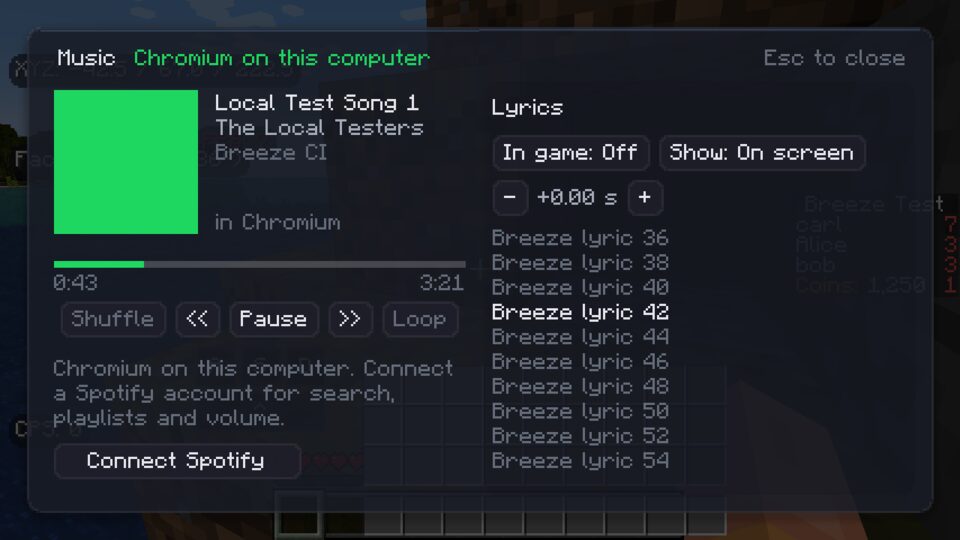 Music Chromium on this computer
Esc to close
Local Test Song 1
The Local Testers
Breeze CI
in Chromium
0:43
3:21
Shuffle
<<
Pause
>>
Loop
Chromium on this computer. Connect
a Spotify account for search,
playlists and volume.
Connect Spotify
Lyrics
In game: Off
Show: On screen
- +0.00 s +
Breeze lyric 36
Breeze lyric 38
Breeze lyric 40
Breeze lyric 42
Breeze lyric 44
Breeze lyric 46
Breeze lyric 48
Breeze lyric 50
Breeze lyric 52
Breeze lyric 54
Breeze Test
carl 7
Alice 3
bob 3
Coins: 1,250 1